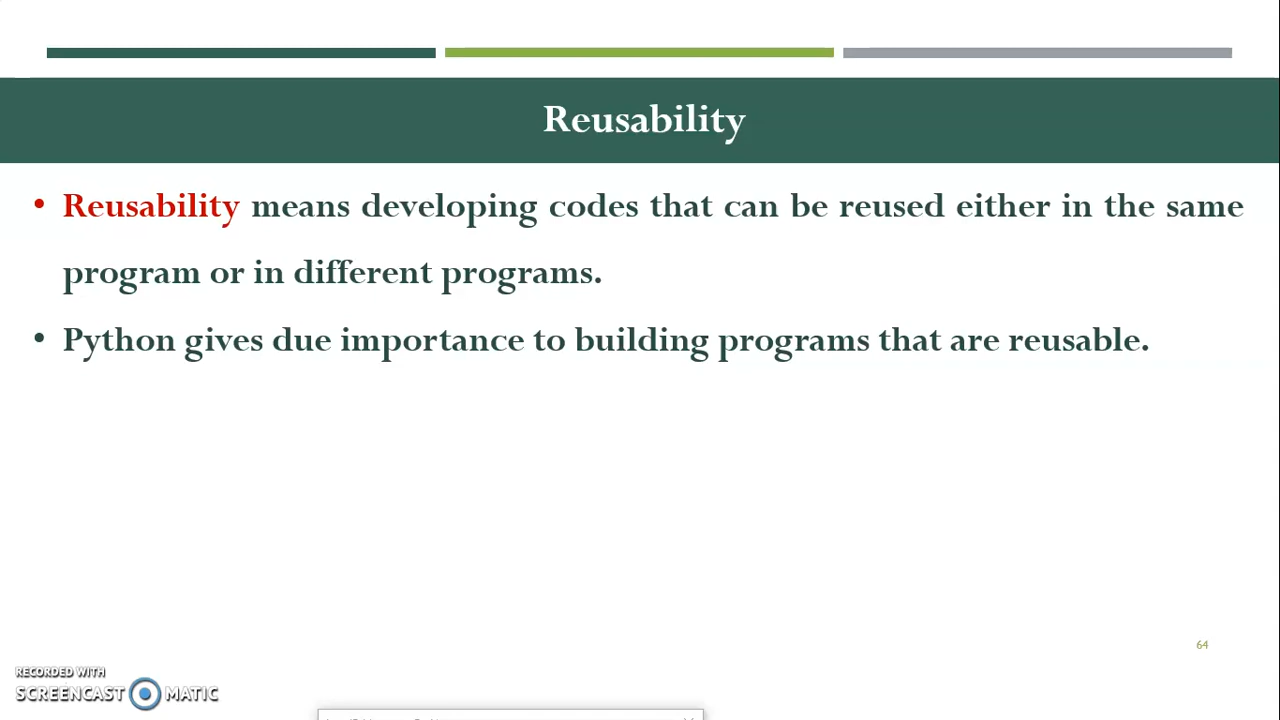 Reusability
• Reusability means developing codes that can be reused either in the same
program or in different programs.
• Python gives due importance to building programs that are reusable.
64
RECORDED WITH
SCREENCAST MATIC